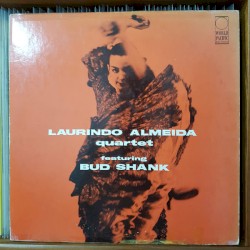 LAURINDO ALMEIDA
quartet
featuring
BUD SHANK